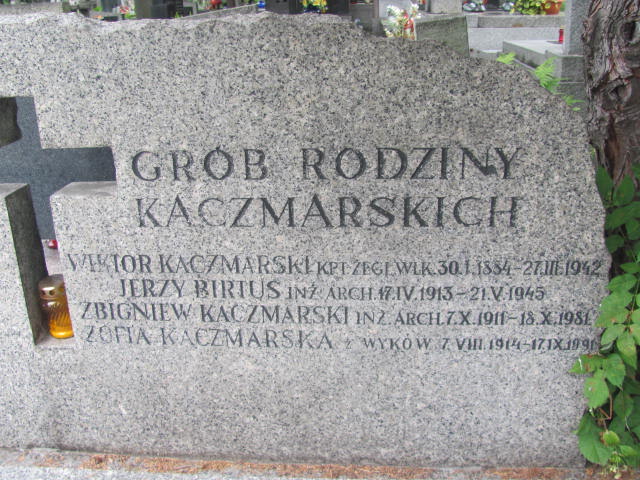 GRÓB RODZINY
KACZMARSKICH
WIKTOR KACZMARSKI KPT. ŻEGL. WLK. 30.I.1884-27.III.1942
JERZY BIRTUS INŻ. ARCH. 17.IV.1913-21.V.1945
ZBIGNIEW KACZMARSKI INŻ. ARCH. 7.X.1911-18.X.1981
ZOFIA KACZMARSKA z WYKÓW 7.VIII.1914-17.IX.1991